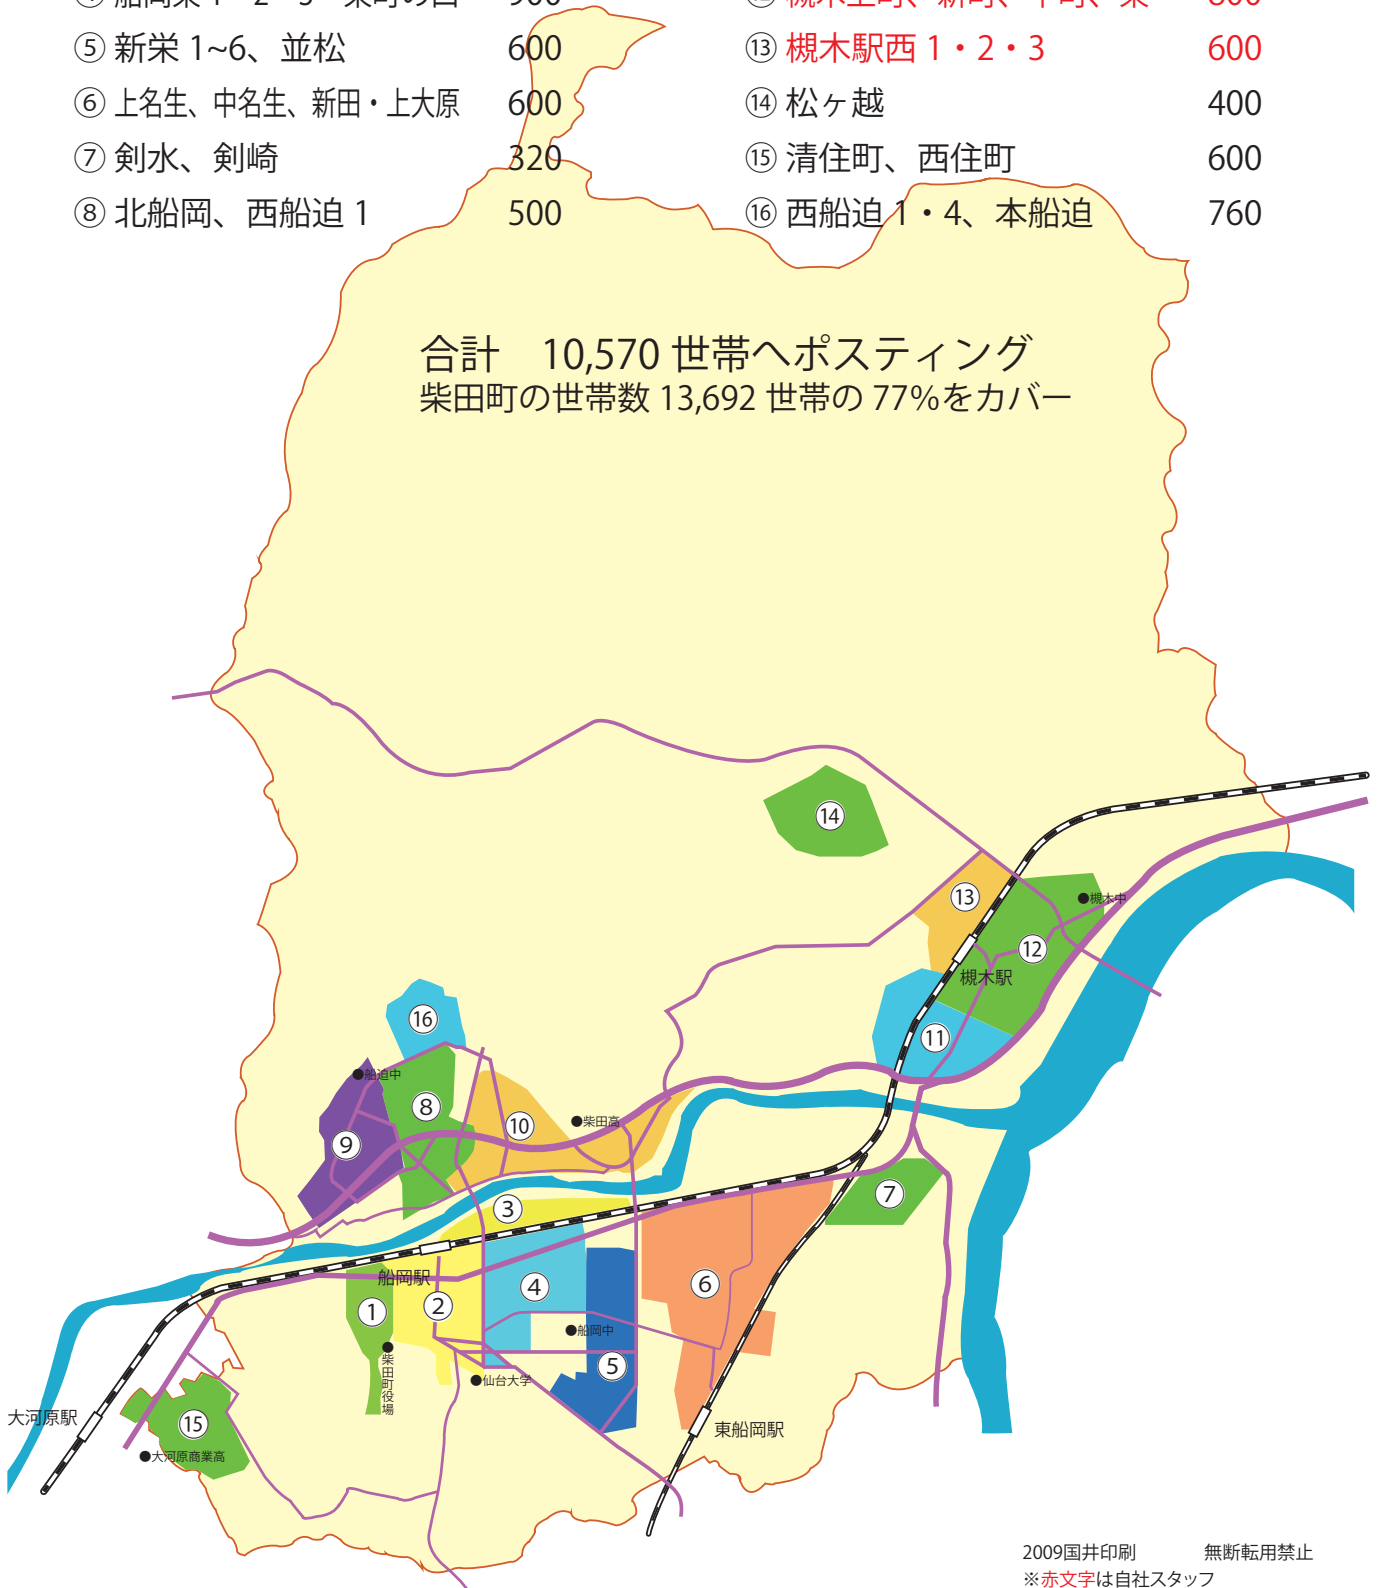 ⑤ 新栄 1~6、並松 600
⑥ 上名生、中名生、新田・上大原 600
⑦ 剣水、剣崎 320
⑧ 北船岡、西船迫 1 500
⑬ 槻木駅西 1・2・3 600
⑭ 松ヶ越 400
⑮ 清住町、西住町 600
⑯ 西船迫 1・4、本船迫 760
合計 10,570 世帯へポスティング
柴田町の世帯数 13,692 世帯の 77%をカバー
⑭
⑬
●槻木中
⑫
槻木駅
⑯
⑪
●船迫中
⑧
⑩
●柴田高
⑨
⑦
③
船岡駅
④
⑥
①
②
●船岡中
●柴田町役場
⑤
●仙台大学
大河原駅
⑮
東船岡駅
●大河原商業高
2009国井印刷 無断転用禁止
※赤文字は自社スタッフ